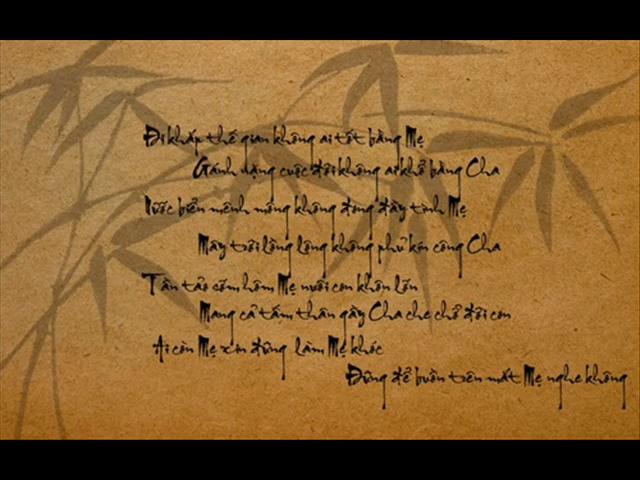 Đi khắp thế gian không ai tốt bằng Mẹ
Gánh nặng cuộc đời không ai khổ bằng Cha
Nước biển mênh mông không đong đầy tình Mẹ
Mây trời lồng lộng không phủ kín công Cha
Tần tảo sớm hôm Mẹ nuôi con khôn lớn
Mang cả tấm thân gầy Cha che chở đời con
Ai còn Mẹ xin đừng làm Mẹ khóc
Đừng để buồn trên mắt Mẹ nghe không